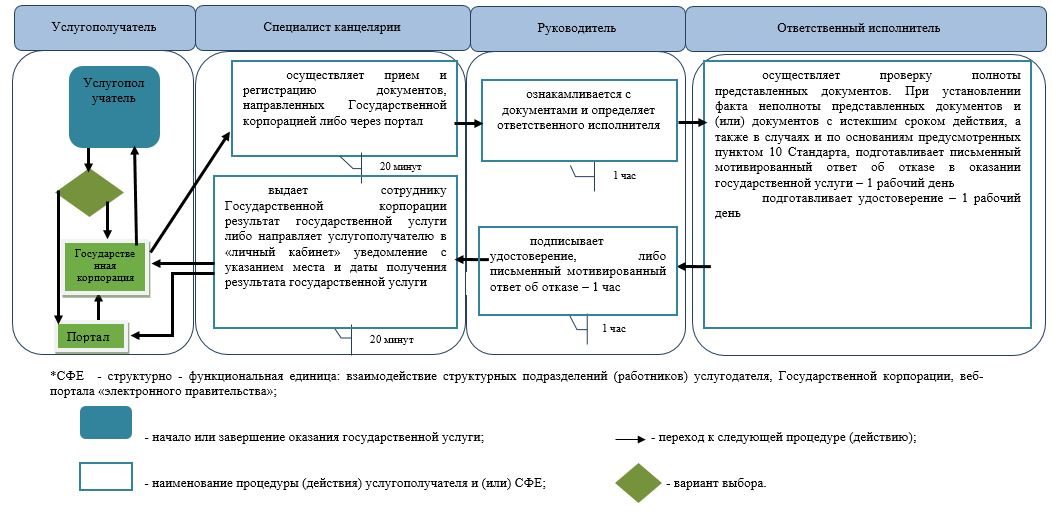 Услугополучатель
Специалист канцелярии
Руководитель
Ответственный исполнитель
Услугопол
учатель
Государстве
нная
корпорация
Портал
осуществляет прием и
регистрацию документов,
направленных Государственной
корпорацией либо через портал
20 минут
выдает сотруднику
Государственной корпорации
результат государственной услуги
либо направляет услугополучателю в
«личный кабинет» уведомление с
указанием места и даты получения
результата государственной услуги
20 минут
ознакамливается с
документами и определяет
ответственного исполнителя
1 час
подписывает
удостоверение, либо
письменный мотивированный
ответ об отказе – 1 час
1 час
осуществляет проверку полноты
представленных документов. При установлении
факта неполноты представленных документов и
(или) документов с истекшим сроком действия, а
также в случаях и по основаниям предусмотренных
пунктом 10 Стандарта, подготавливает письменный
мотивированный ответ об отказе в оказании
государственной услуги – 1 рабочий день
подготавливает удостоверение – 1 рабочий
день
*СФЕ - структурно - функциональная единица: взаимодействие структурных подразделений (работников) услугодателя, Государственной корпорации, веб-
портала «электронного правительства»;
- начало или завершение оказания государственной услуги;
- переход к следующей процедуре (действию);
- наименование процедуры (действия) услугополучателя и (или) СФЕ;
- вариант выбора.